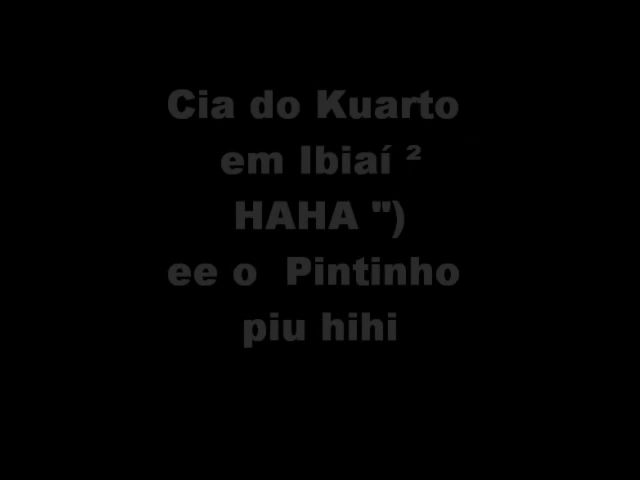 Cia do Kuarto
em Ibiaí ²
HAHA ")
ee o  Pintinho
piu hihi